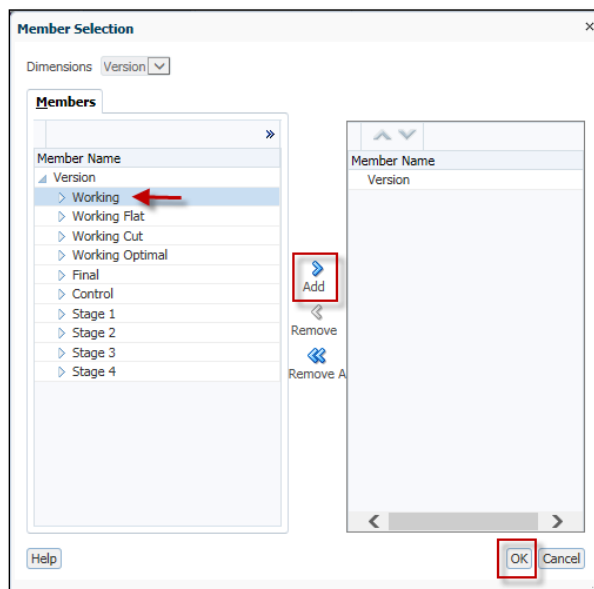 Member Selection
×
Dimensions Version
Members
»
Member Name
Version
Working
Working Flat
Working Cut
Working Optimal
Final
Control
Stage 1
Stage 2
Stage 3
Stage 4
Add
Remove
Remove A
Member Name
Version
Help
OK
Cancel